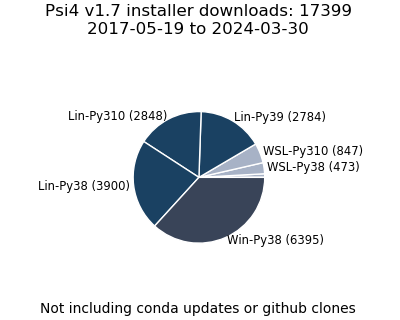 Psi4 v1.7 installer downloads: 17399
2017-05-19 to 2024-03-30
Lin-Py310 (2848)
Lin-Py39 (2784)
WSL-Py310 (847)
WSL-Py38 (473)
Lin-Py38 (3900)
Win-Py38 (6395)
Not including conda updates or github clones